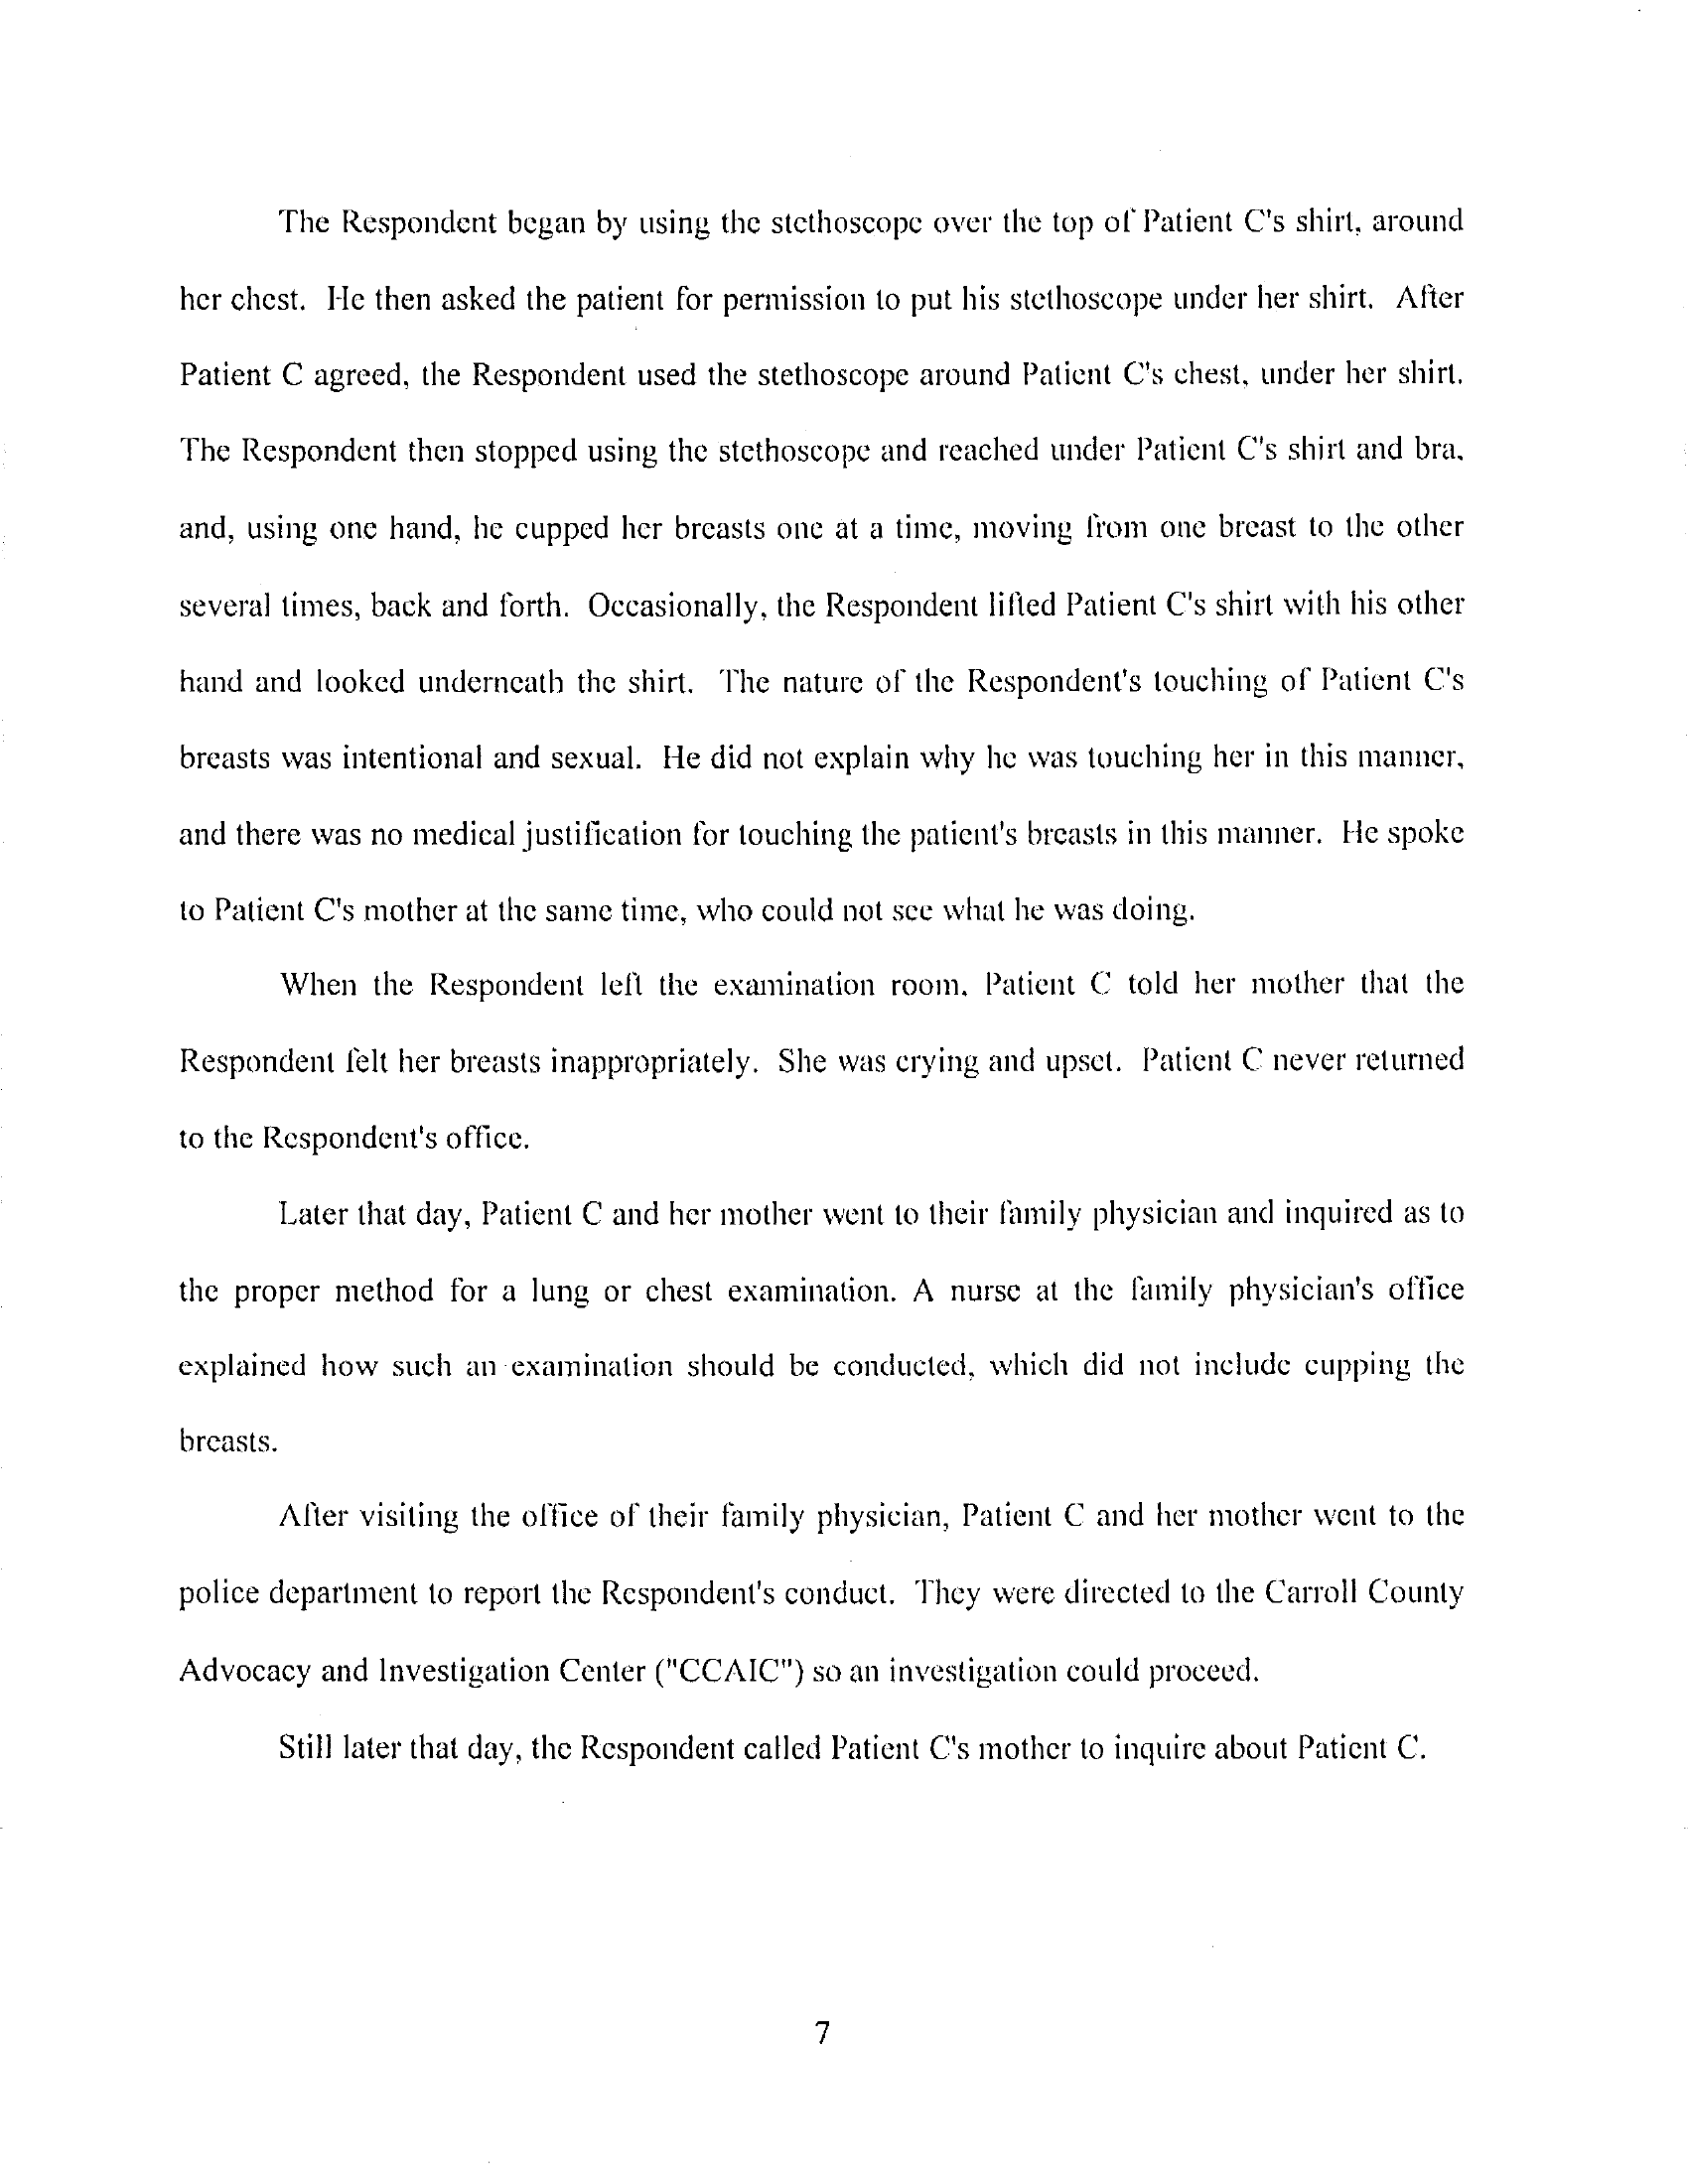 The Respondent began by using the stethoscope over the top of Patient C's shirt, around
her chest. He then asked the patient for permission to put his stethoscope under her shirt. After
Patient C agreed, the Respondent used the stethoscope around Patient C's chest, under her shirt.
The Respondent then stopped using the stethoscope and reached under Patient C's shirt and bra,
and, using one hand, he cupped her breasts one at a time, moving from one breast to the other
several times, back and forth. Occasionally, the Respondent lifted Patient C's shirt with his other
hand and looked underneath the shirt. The nature of the Respondent's touching of Patient C's
breasts was intentional and sexual. He did not explain why he was touching her in this manner,
and there was no medical justification for touching the patient's breasts in this manner. He spoke
to Patient C's mother at the same time, who could not see what he was doing.
When the Respondent left the examination room, Patient C told her mother that the
Respondent felt her breasts inappropriately. She was crying and upset. Patient C never returned
to the Respondent's office.
Later that day, Patient C and her mother went to their family physician and inquired as to
the proper method for a lung or chest examination. A nurse at the family physician's office
explained how such an examination should be conducted, which did not include cupping the
breasts.
After visiting the office of their family physician, Patient C and her mother went to the
police department to report the Respondent's conduct. They were directed to the Carroll County
Advocacy and Investigation Center ("CCAIC") so an investigation could proceed.
Still later that day, the Respondent called Patient C's mother to inquire about Patient C.
7